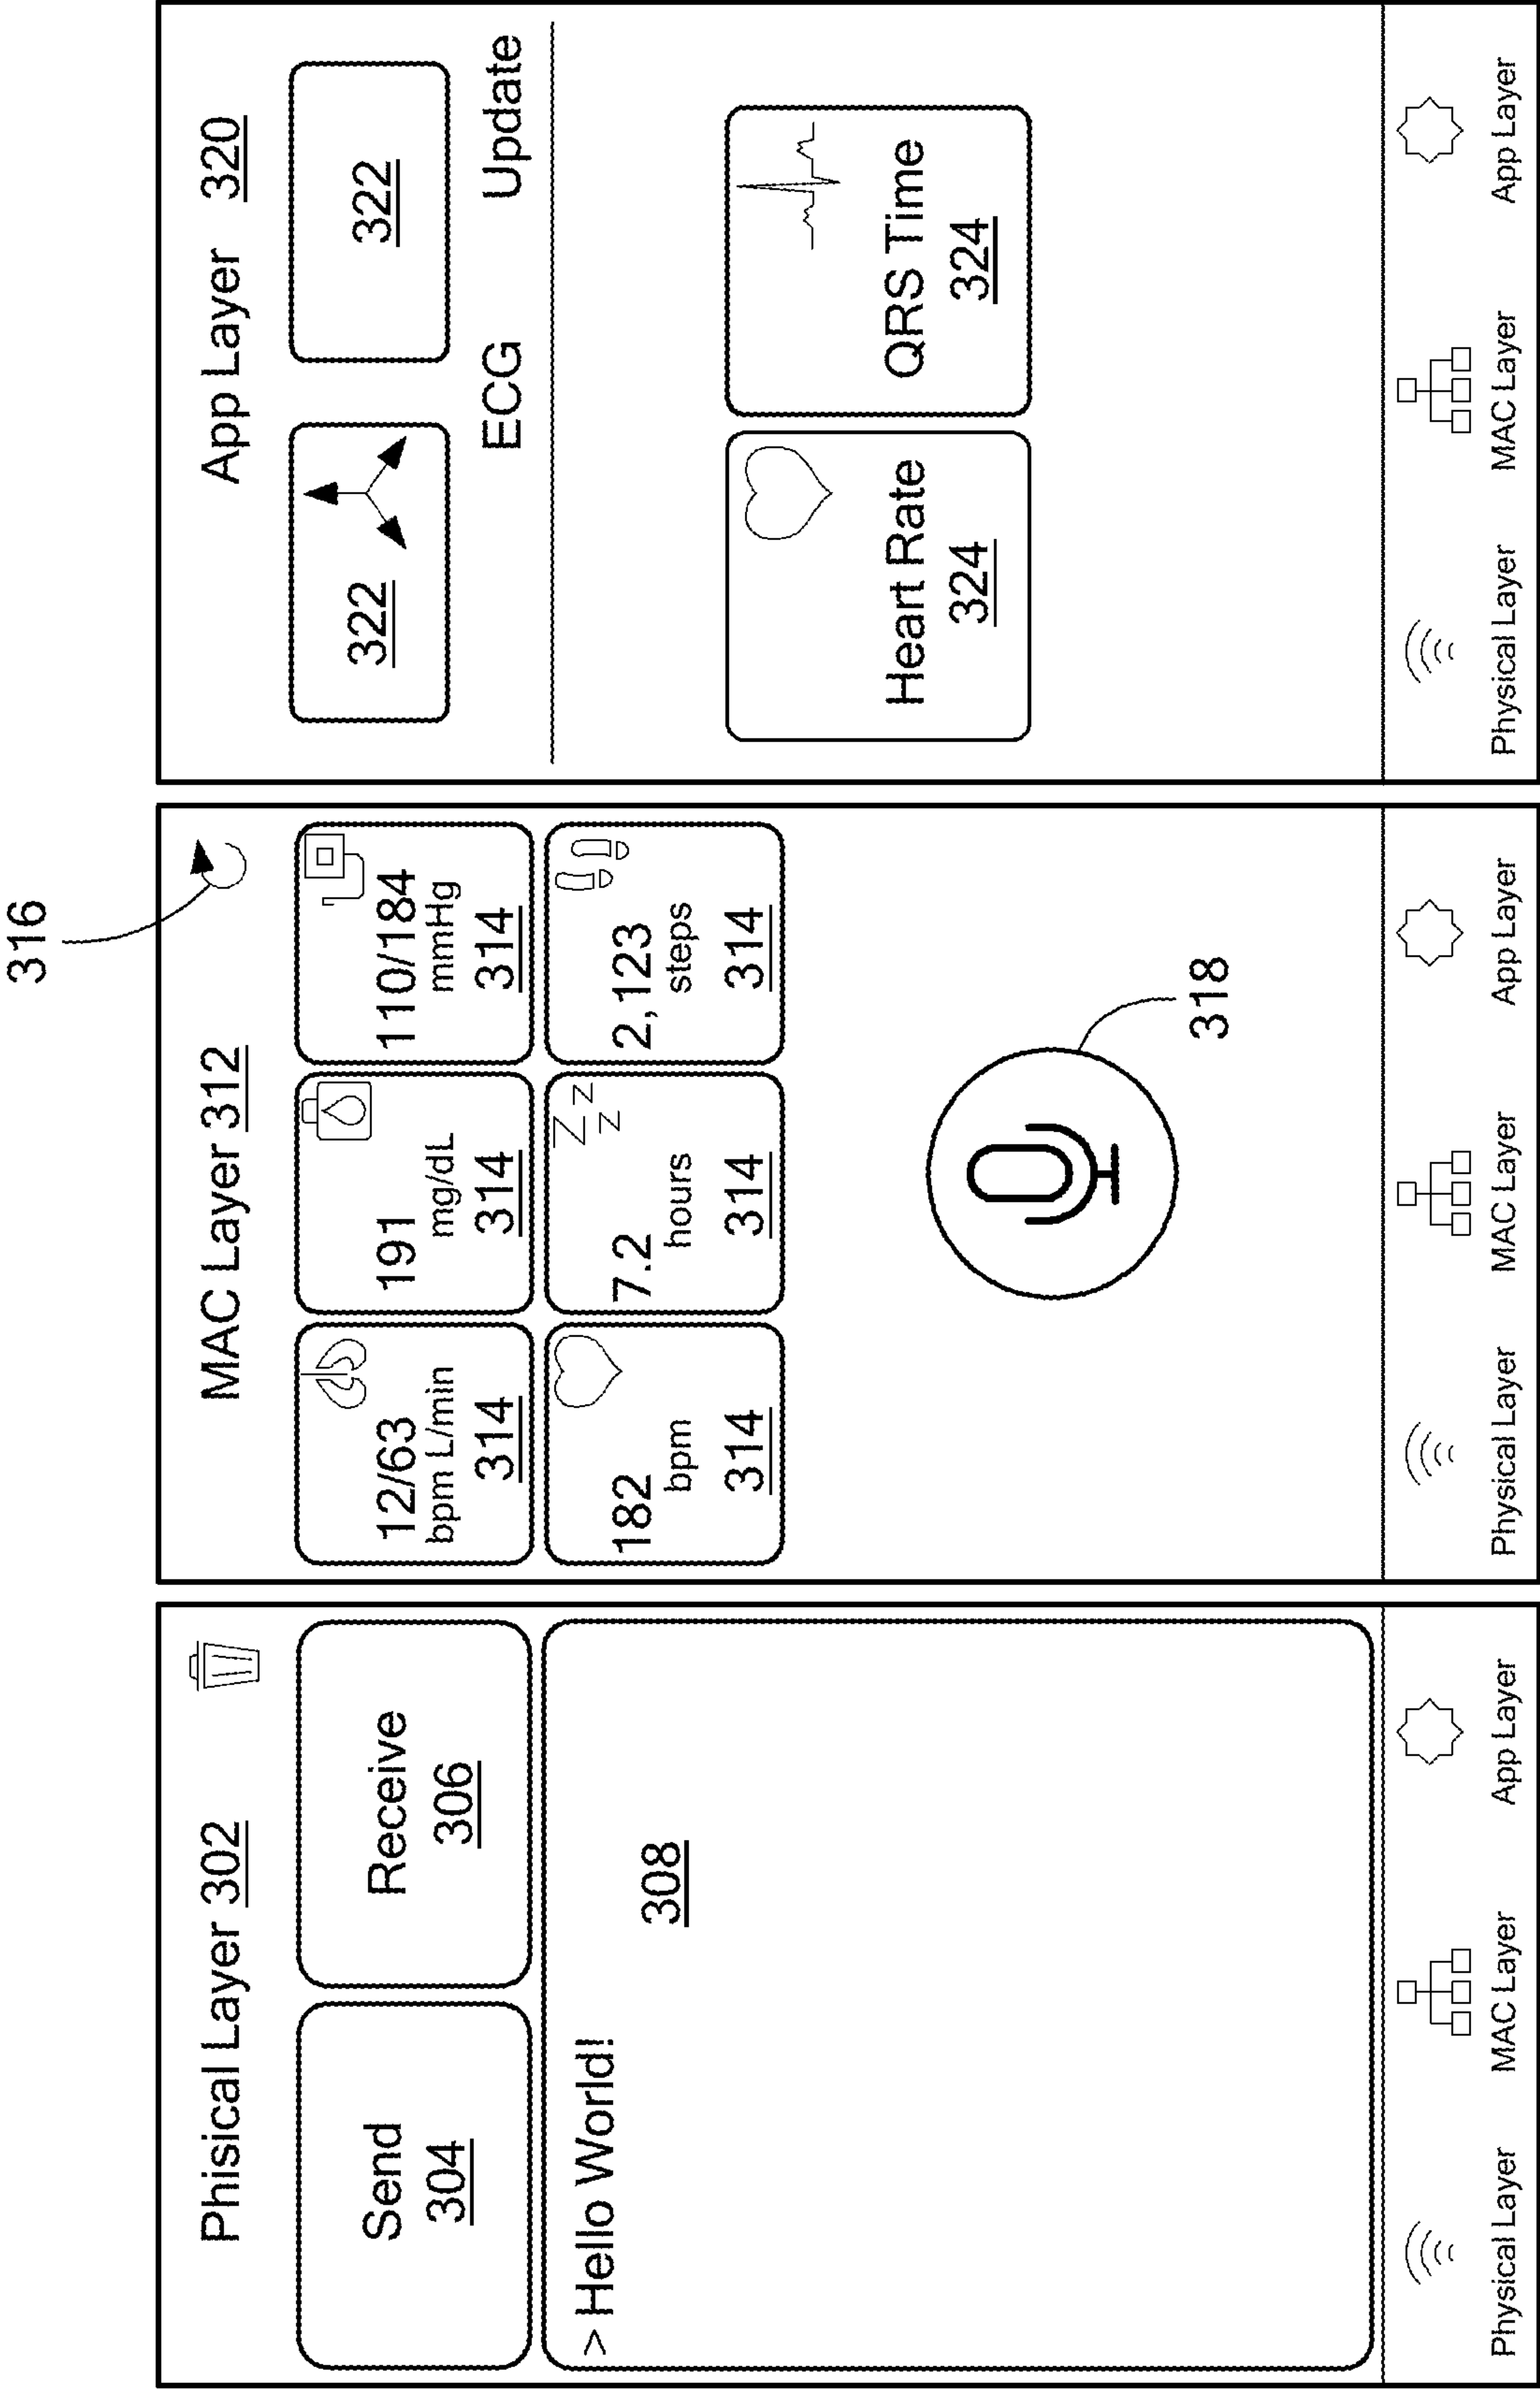 Phisical Layer 302
Send
304
Receive
306
> Hello World!
308
Physical Layer
MAC Layer
App Layer
316
MAC Layer 312
12/63
bpm L/min
314
191
mg/dL
314
110/184
mmHg
314
182
bpm
314
7.2
hours
314
2,123
steps
314
318
Physical Layer
MAC Layer
App Layer
App Layer 320
322
322
ECG
Update
Heart Rate
324
QRS Time
324
Physical Layer
MAC Layer
App Layer